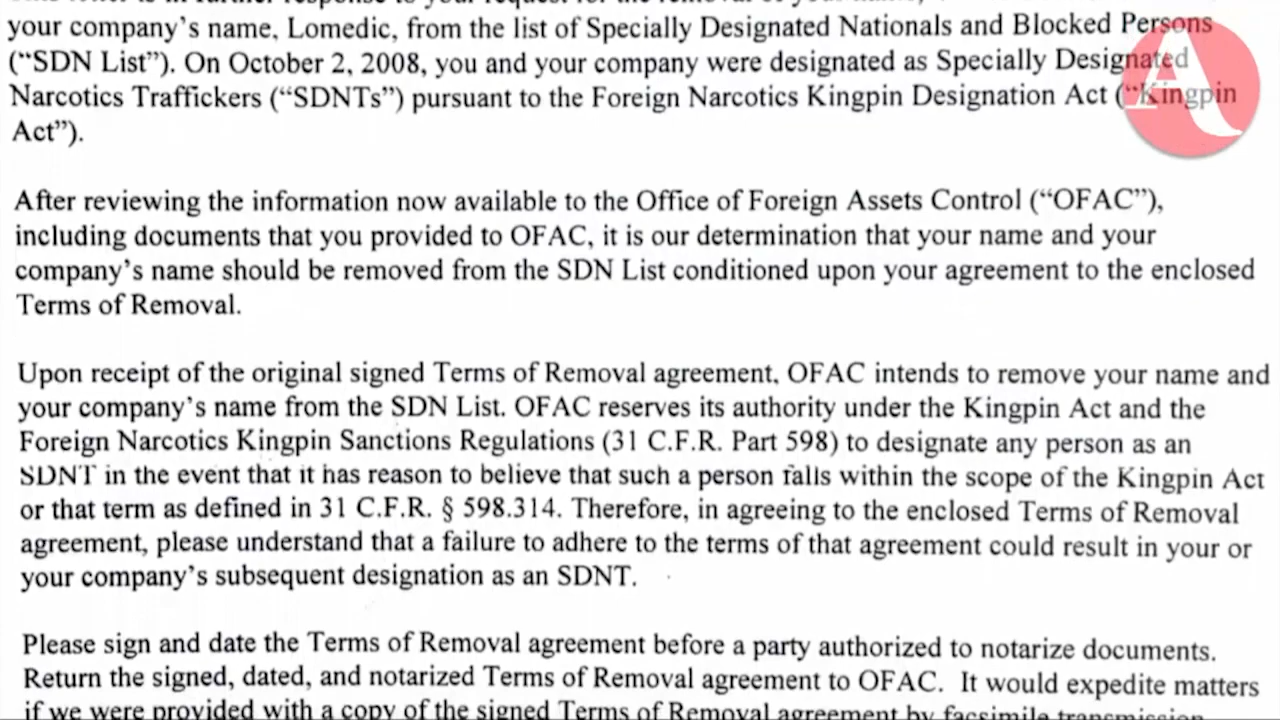 your company's name, Lomedic, from the list of Specially Designated Nationals and Blocked Persons
("SDN List"). On October 2, 2008, you and your company were designated as Specially Designated
Narcotics Traffickers ("SDNTs") pursuant to the Foreign Narcotics Kingpin Designation Act ("Kingpin
Act").
After reviewing the information now available to the Office of Foreign Assets Control ("OFAC"),
including documents that you provided to OFAC, it is our determination that your name and your
company's name should be removed from the SDN List conditioned upon your agreement to the enclosed
Terms of Removal.
Upon receipt of the original signed Terms of Removal agreement, OFAC intends to remove your name and
your company's name from the SDN List. OFAC reserves its authority under the Kingpin Act and the
Foreign Narcotics Kingpin Sanctions Regulations (31 C.F.R. Part 598) to designate any person as an
SDNT in the event that it has reason to believe that such a person falls within the scope of the Kingpin Act
or that term as defined in 31 C.F.R. § 598.314. Therefore, in agreeing to the enclosed Terms of Removal
agreement, please understand that a failure to adhere to the terms of that agreement could result in your or
your company's subsequent designation as an SDNT.
Please sign and date the Terms of Removal agreement before a party authorized to notarize documents.
Return the signed, dated, and notarized Terms of Removal agreement to OFAC. It would expedite matters
if we were provided with a copy of the signed Terms of Removal agreement by facsimile transmission
A